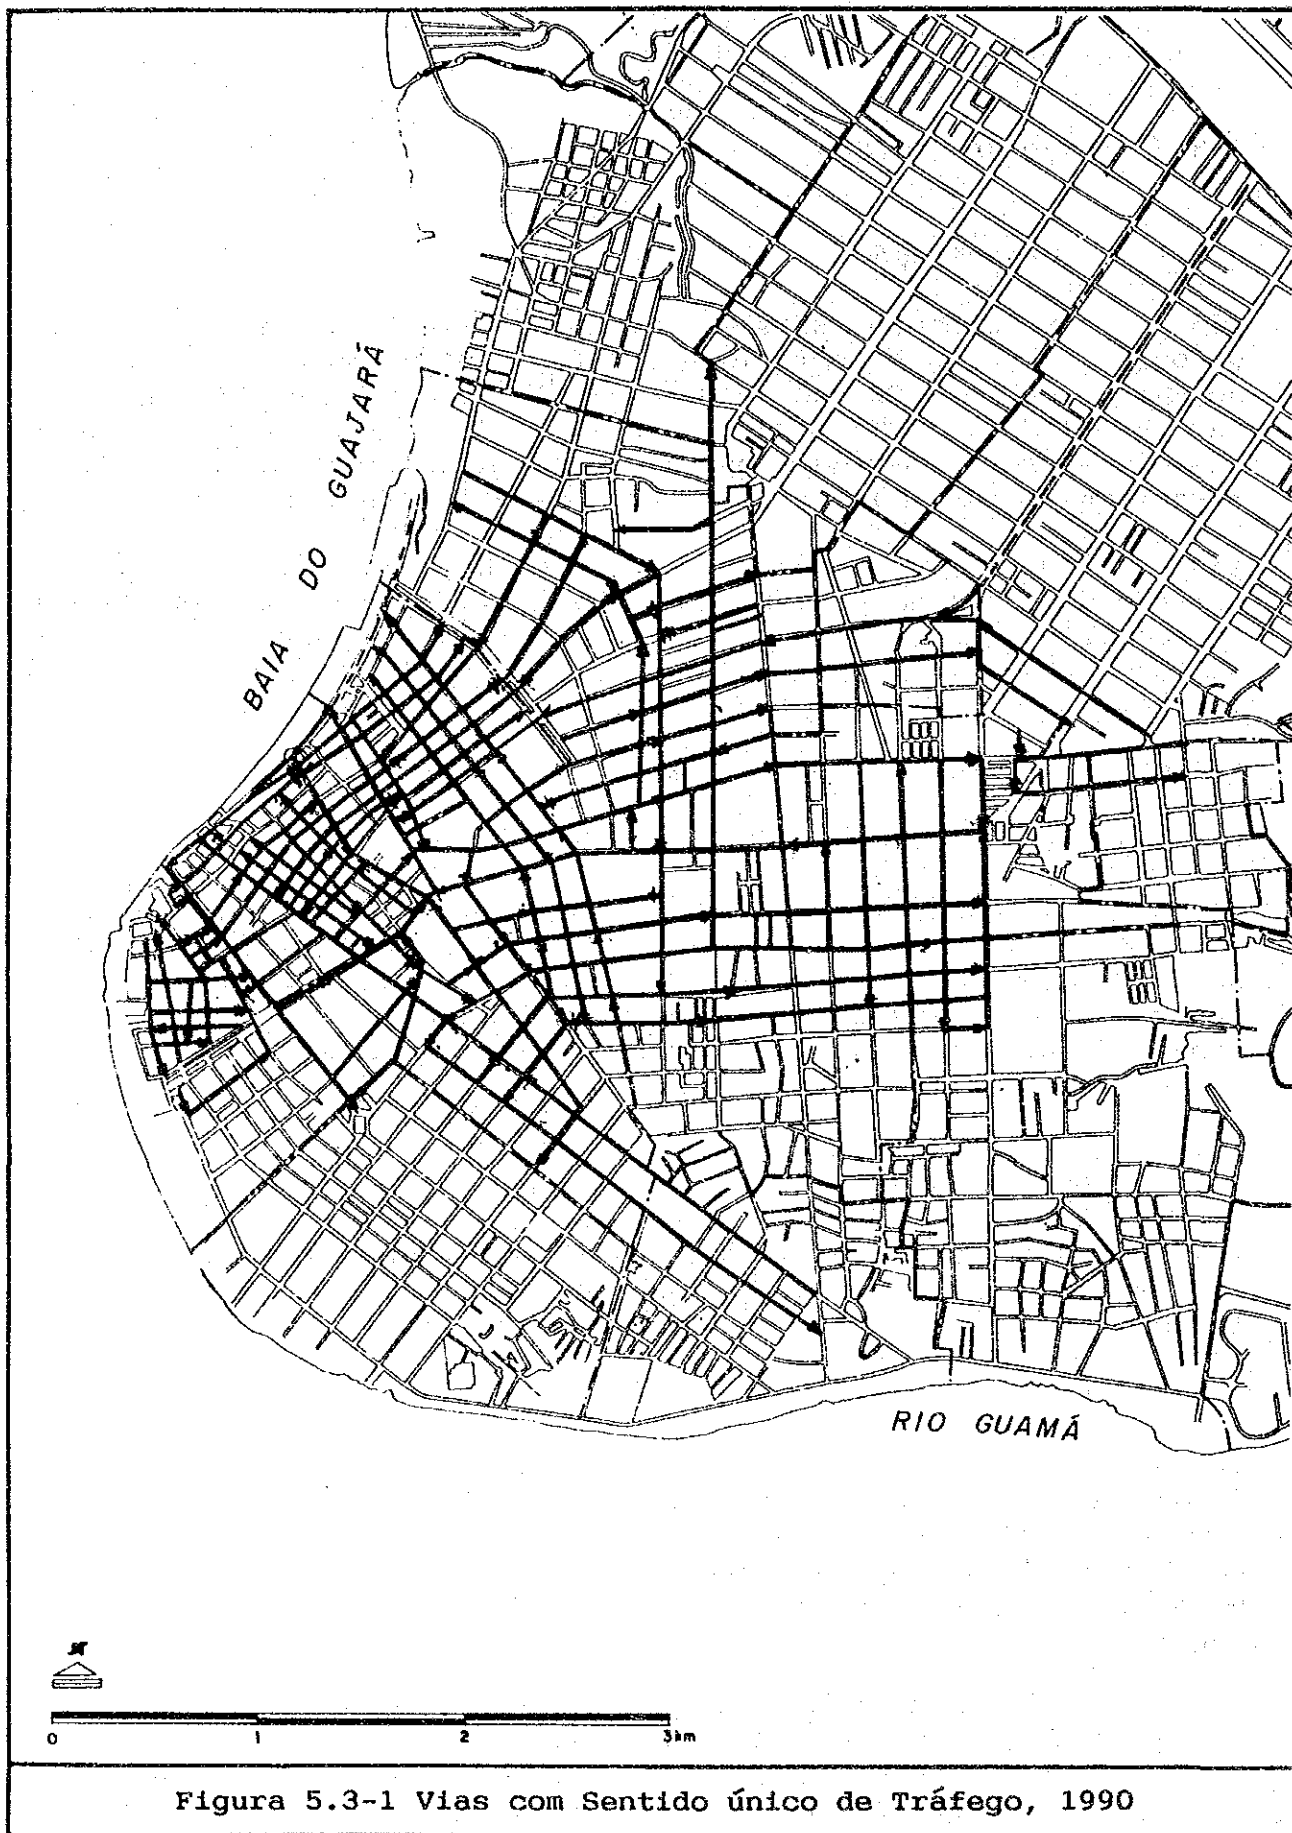 BAIA DO GUAJARÁ
RIO GUAMÁ
N
0 1 2 3km
Figura 5.3-1 Vias com Sentido único de Tráfego, 1990